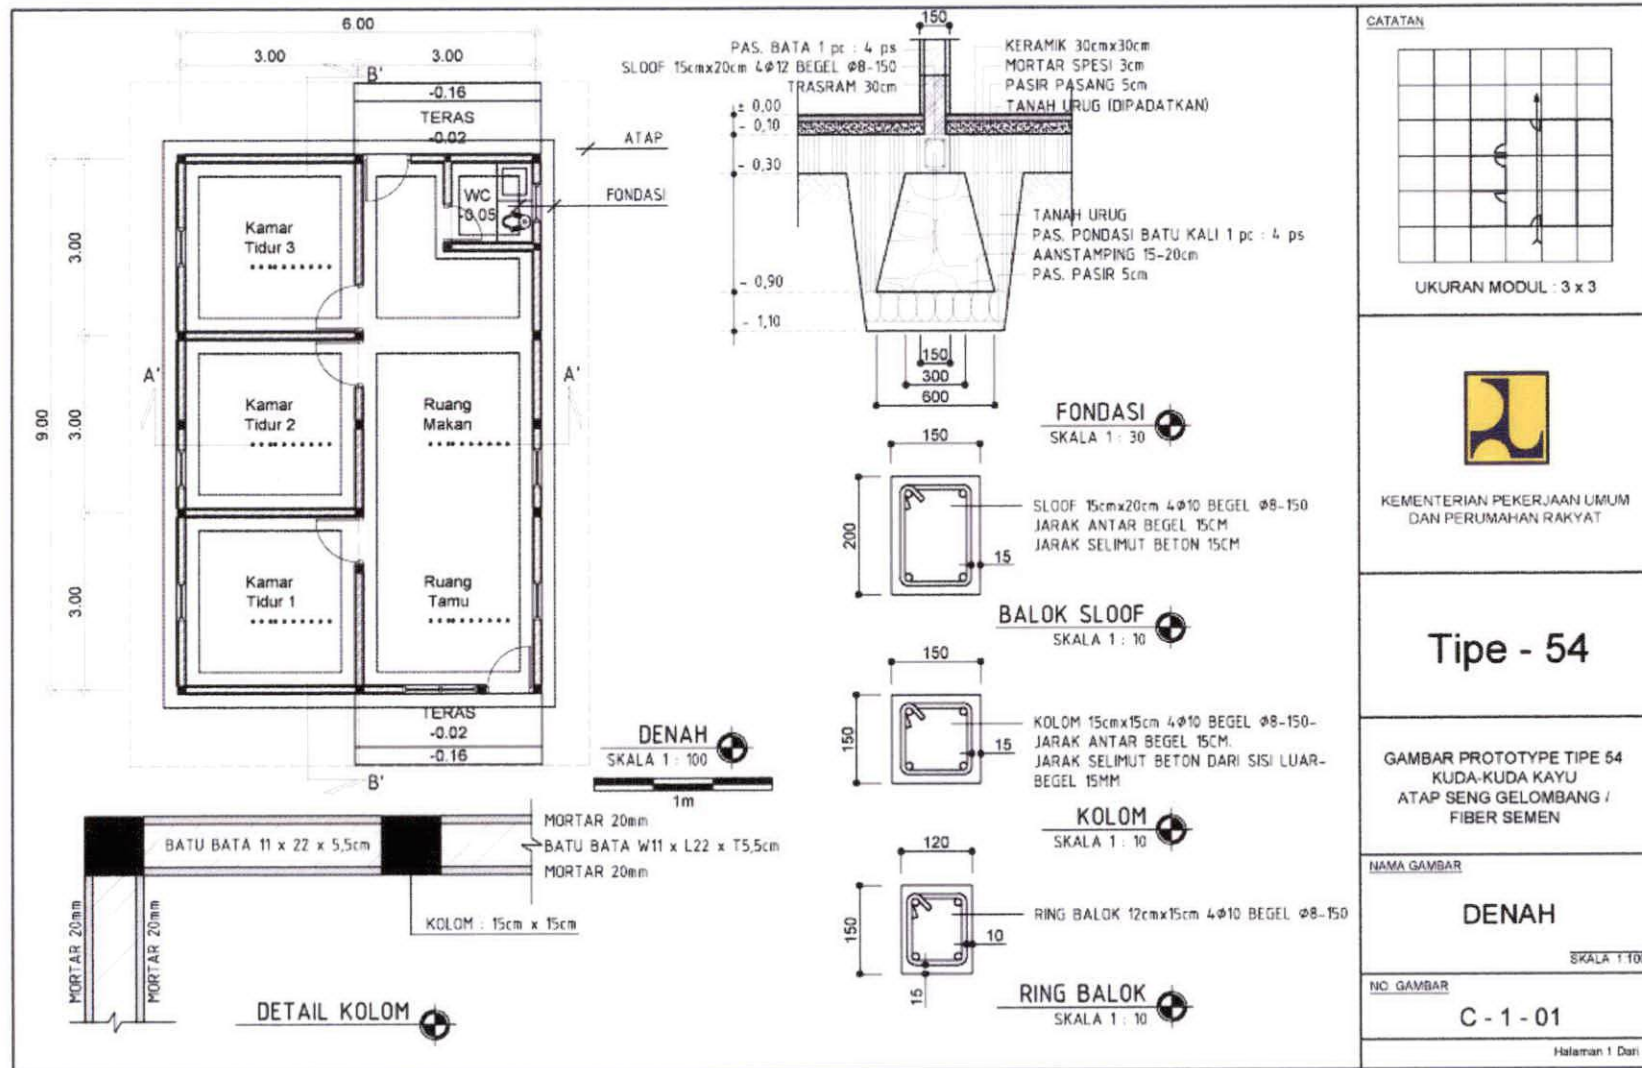 6.00
3.00
3.00
B'
-0.16
TERAS
-0.02
ATAP
FONDASI
WC
-0.05
Kamar
Tidur 3
3.00
A'
A'
Kamar
Tidur 2
Ruang
Makan
9.00
3.00
Kamar
Tidur 1
Ruang
Tamu
3.00
TERAS
-0.02
-0.16
B'
DENAH
SKALA 1 : 100
1m
BATU BATA 11 x 22 x 5,5cm
MORTAR 20mm
BATU BATA W11 x L22 x T5,5cm
MORTAR 20mm
KOLOM : 15cm x 15cm
MORTAR 20mm
MORTAR 20mm
DETAIL KOLOM
150
PAS. BATA 1 pc : 4 ps
SLOOF 15cmx20cm 4Φ12 BEGEL Φ8-150
TRASRAM 30cm
KERAMIK 30cmx30cm
MORTAR SPESI 3cm
PASIR PASANG 5cm
TANAH URUG (DIPADATKAN)
± 0,00
- 0,10
- 0,30
- 0,90
- 1,10
TANAH URUG
PAS. PONDASI BATU KALI 1 pc : 4 ps
AANSTAMPING 15-20cm
PAS. PASIR 5cm
150
300
600
FONDASI
SKALA 1 : 30
150
200
SLOOF 15cmx20cm 4Φ10 BEGEL Φ8-150
JARAK ANTAR BEGEL 15CM
JARAK SELIMUT BETON 15CM
15
BALOK SLOOF
SKALA 1 : 10
150
150
KOLOM 15cmx15cm 4Φ10 BEGEL Φ8-150-
JARAK ANTAR BEGEL 15CM.
JARAK SELIMUT BETON DARI SISI LUAR-
BEGEL 15MM
15
KOLOM
SKALA 1 : 10
120
150
RING BALOK 12cmx15cm 4Φ10 BEGEL Φ8-150
10
15
RING BALOK
SKALA 1 : 10
CATATAN
UKURAN MODUL : 3 x 3
KEMENTERIAN PEKERJAAN UMUM
DAN PERUMAHAN RAKYAT
Tipe - 54
GAMBAR PROTOTYPE TIPE 54
KUDA-KUDA KAYU
ATAP SENG GELOMBANG /
FIBER SEMEN
NAMA GAMBAR
DENAH
SKALA 1:10
NO. GAMBAR
C - 1 - 01
Halaman 1 Dari